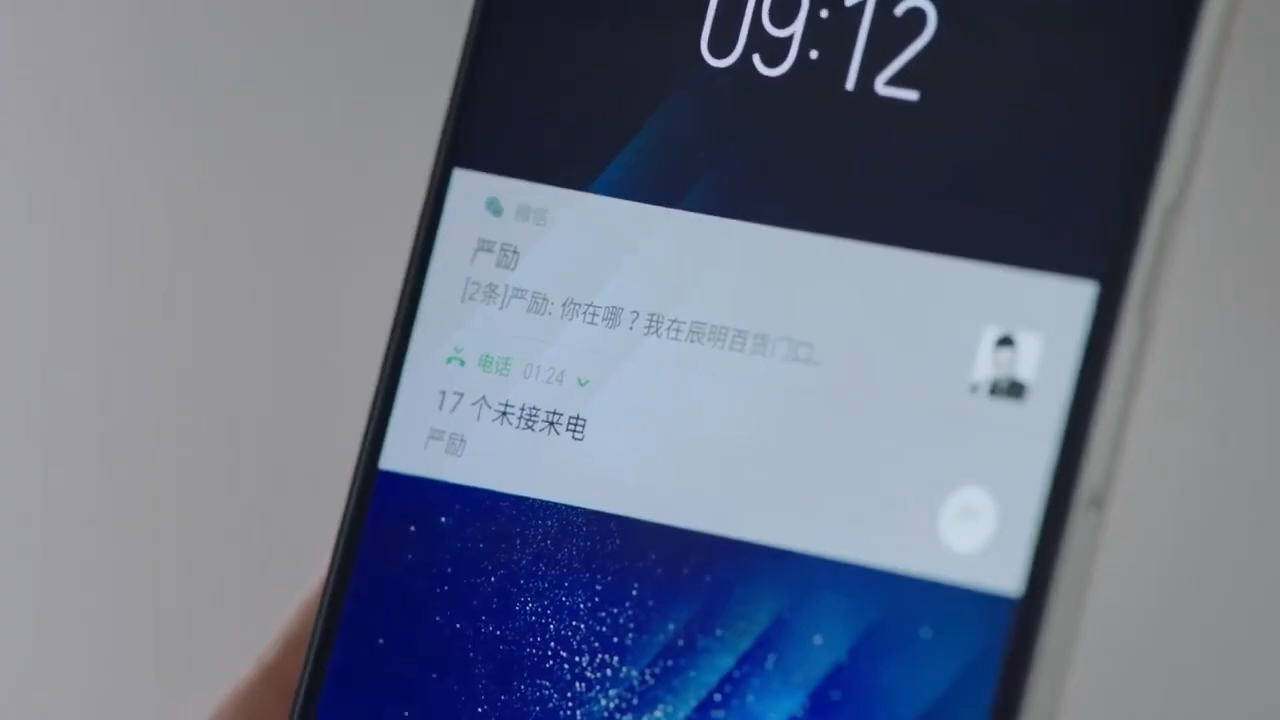 09:12
微信
严励
[2条]严励: 你在哪？我在辰明百货门口...
电话 01:24
17 个未接来电
严励